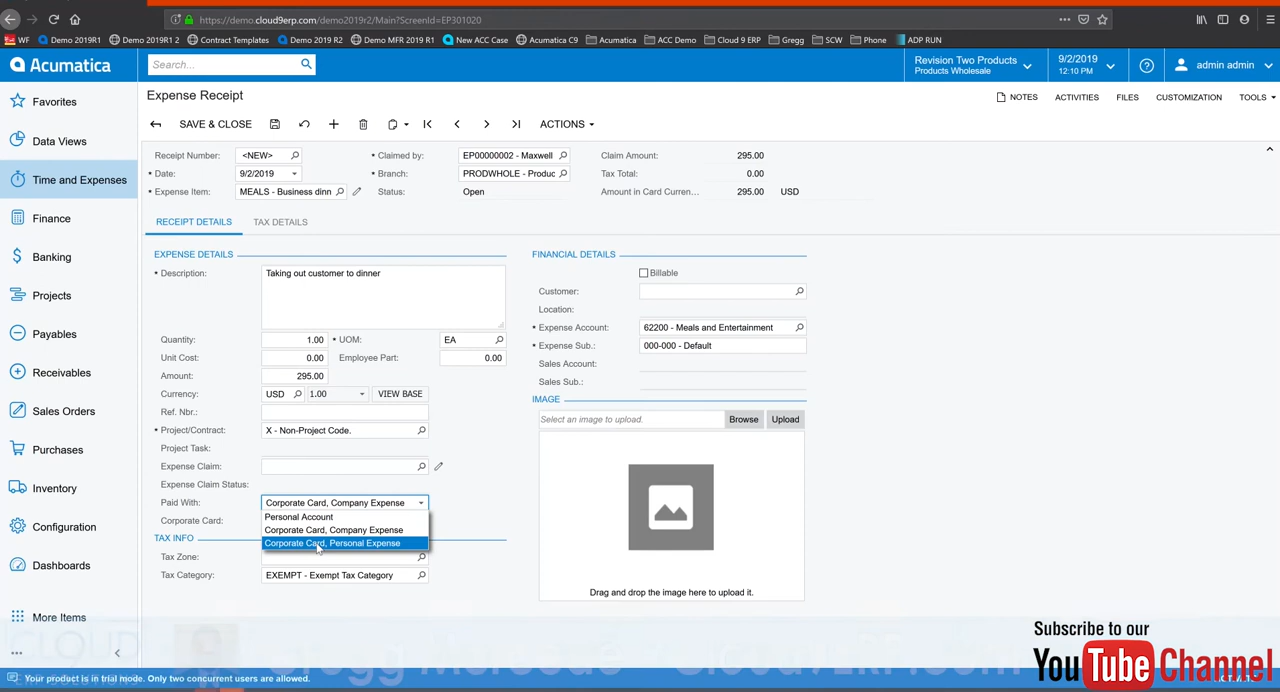 https://demo.cloud9erp.com/demo2019r2/Main?ScreenId=EP301020
WF Demo 2019R1 Demo 2019R1 2 Contract Templates Demo 2019 R2 Demo MFR 2019 R1 New ACC Case Acumatica C9 Acumatica ACC Demo Cloud 9 ERP Gregg SCW Phone ADP RUN
Acumatica Search... Revision Two Products 9/2/2019 admin admin
Products Wholesale 12:10 PM
Favorites
Data Views
Time and Expenses
Finance
Banking
Projects
Payables
Receivables
Sales Orders
Purchases
Inventory
Configuration
Dashboards
More Items
Expense Receipt NOTES ACTIVITIES FILES CUSTOMIZATION TOOLS
SAVE & CLOSE ACTIONS
Receipt Number: <NEW> Claimed by: EP00000002 - Maxwell Claim Amount: 295.00
Date: 9/2/2019 Branch: PRODWHOLE - Produc Tax Total: 0.00
Expense Item: MEALS - Business dinn Status: Open Amount in Card Curren... 295.00 USD
RECEIPT DETAILS TAX DETAILS
EXPENSE DETAILS
Description: Taking out customer to dinner
Quantity: 1.00 UOM: EA
Unit Cost: 0.00 Employee Part: 0.00
Amount: 295.00
Currency: USD 1.00 VIEW BASE
Ref. Nbr.:
Project/Contract: X - Non-Project Code.
Project Task:
Expense Claim:
Expense Claim Status:
Paid With: Corporate Card, Company Expense
Personal Account
Corporate Card: Corporate Card, Company Expense
Corporate Card, Personal Expense
TAX INFO
Tax Zone:
Tax Category: EXEMPT - Exempt Tax Category
FINANCIAL DETAILS
Billable
Customer:
Location:
Expense Account: 62200 - Meals and Entertainment
Expense Sub.: 000-000 - Default
Sales Account:
Sales Sub.:
IMAGE
Select an image to upload. Browse Upload
Drag and drop the image here to upload it.
Subscribe to our
YouTube Channel
Your product is in trial mode. Only two concurrent users are allowed.